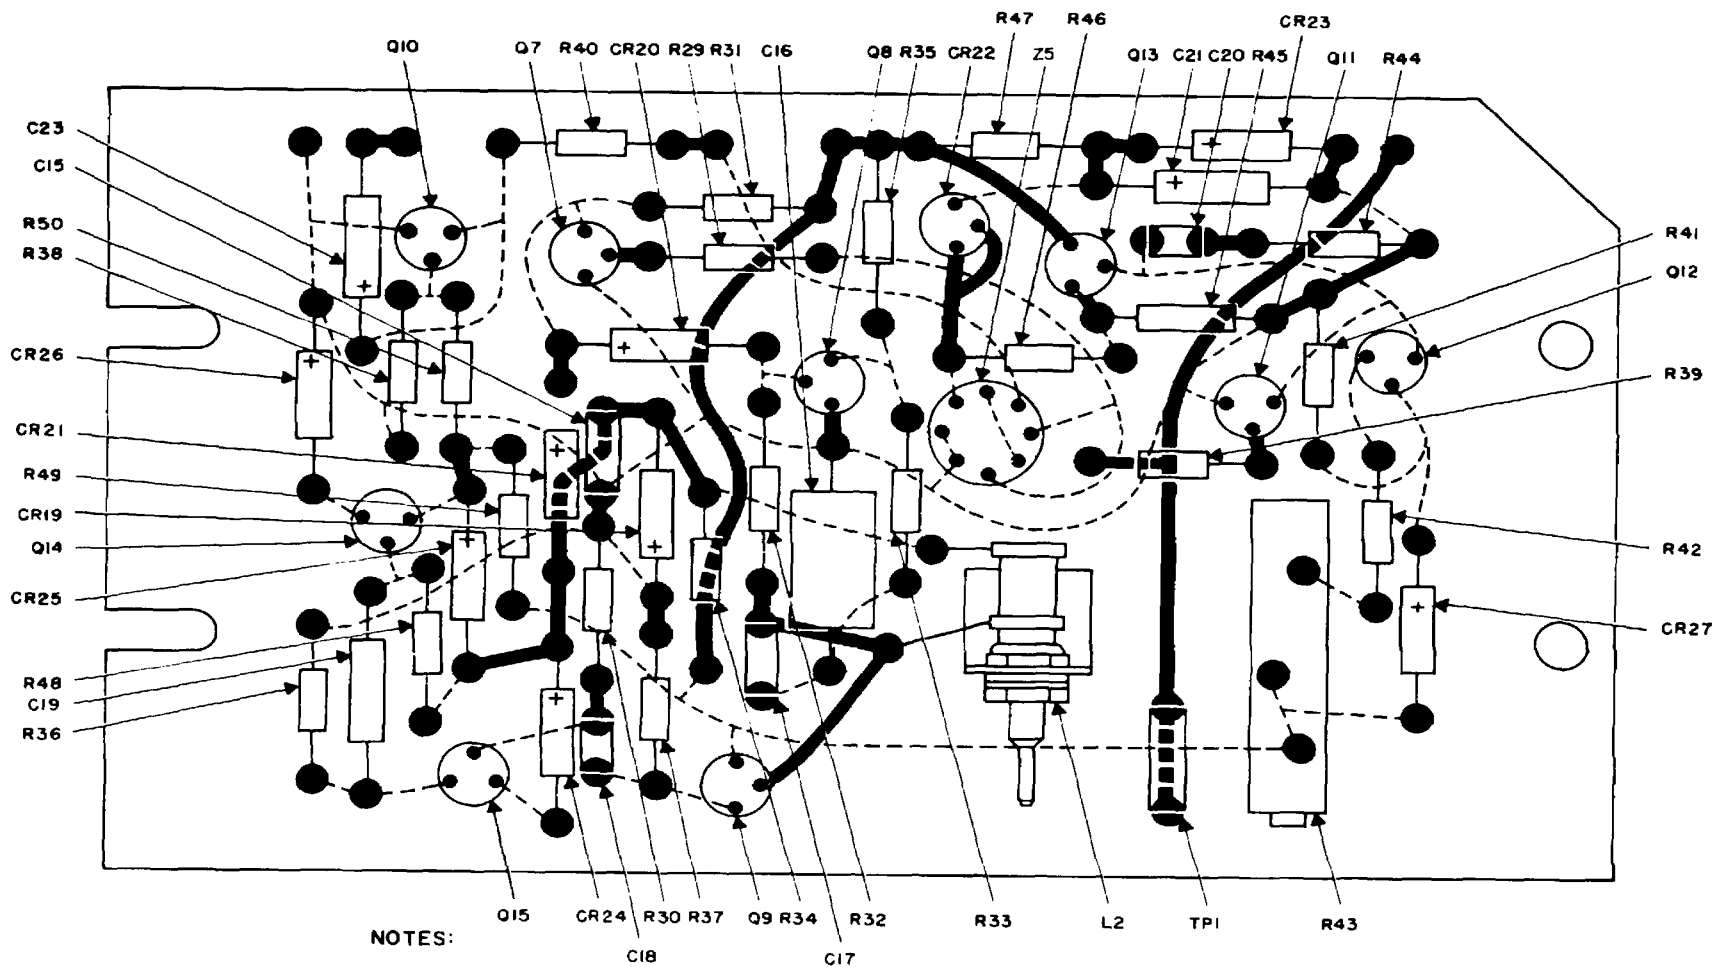 R47 R46 CR23
Q10 Q7 R40 CR20 R29 R31 C16 Q8 R35 CR22 Z5 Q13 C21 C20 R45 Q11 R44
C23
C15
R50
R38
CR26
CR21
R49
CR19
Q14
CR25
R48
C19
R36
R41
Q12
R39
R42
CR27
+
+
+
+
+
+
+
+
+
+
Q15 CR24 R30 R37 Q9 R34 R32 R33 L2 TP1 R43
C18 C17
NOTES: